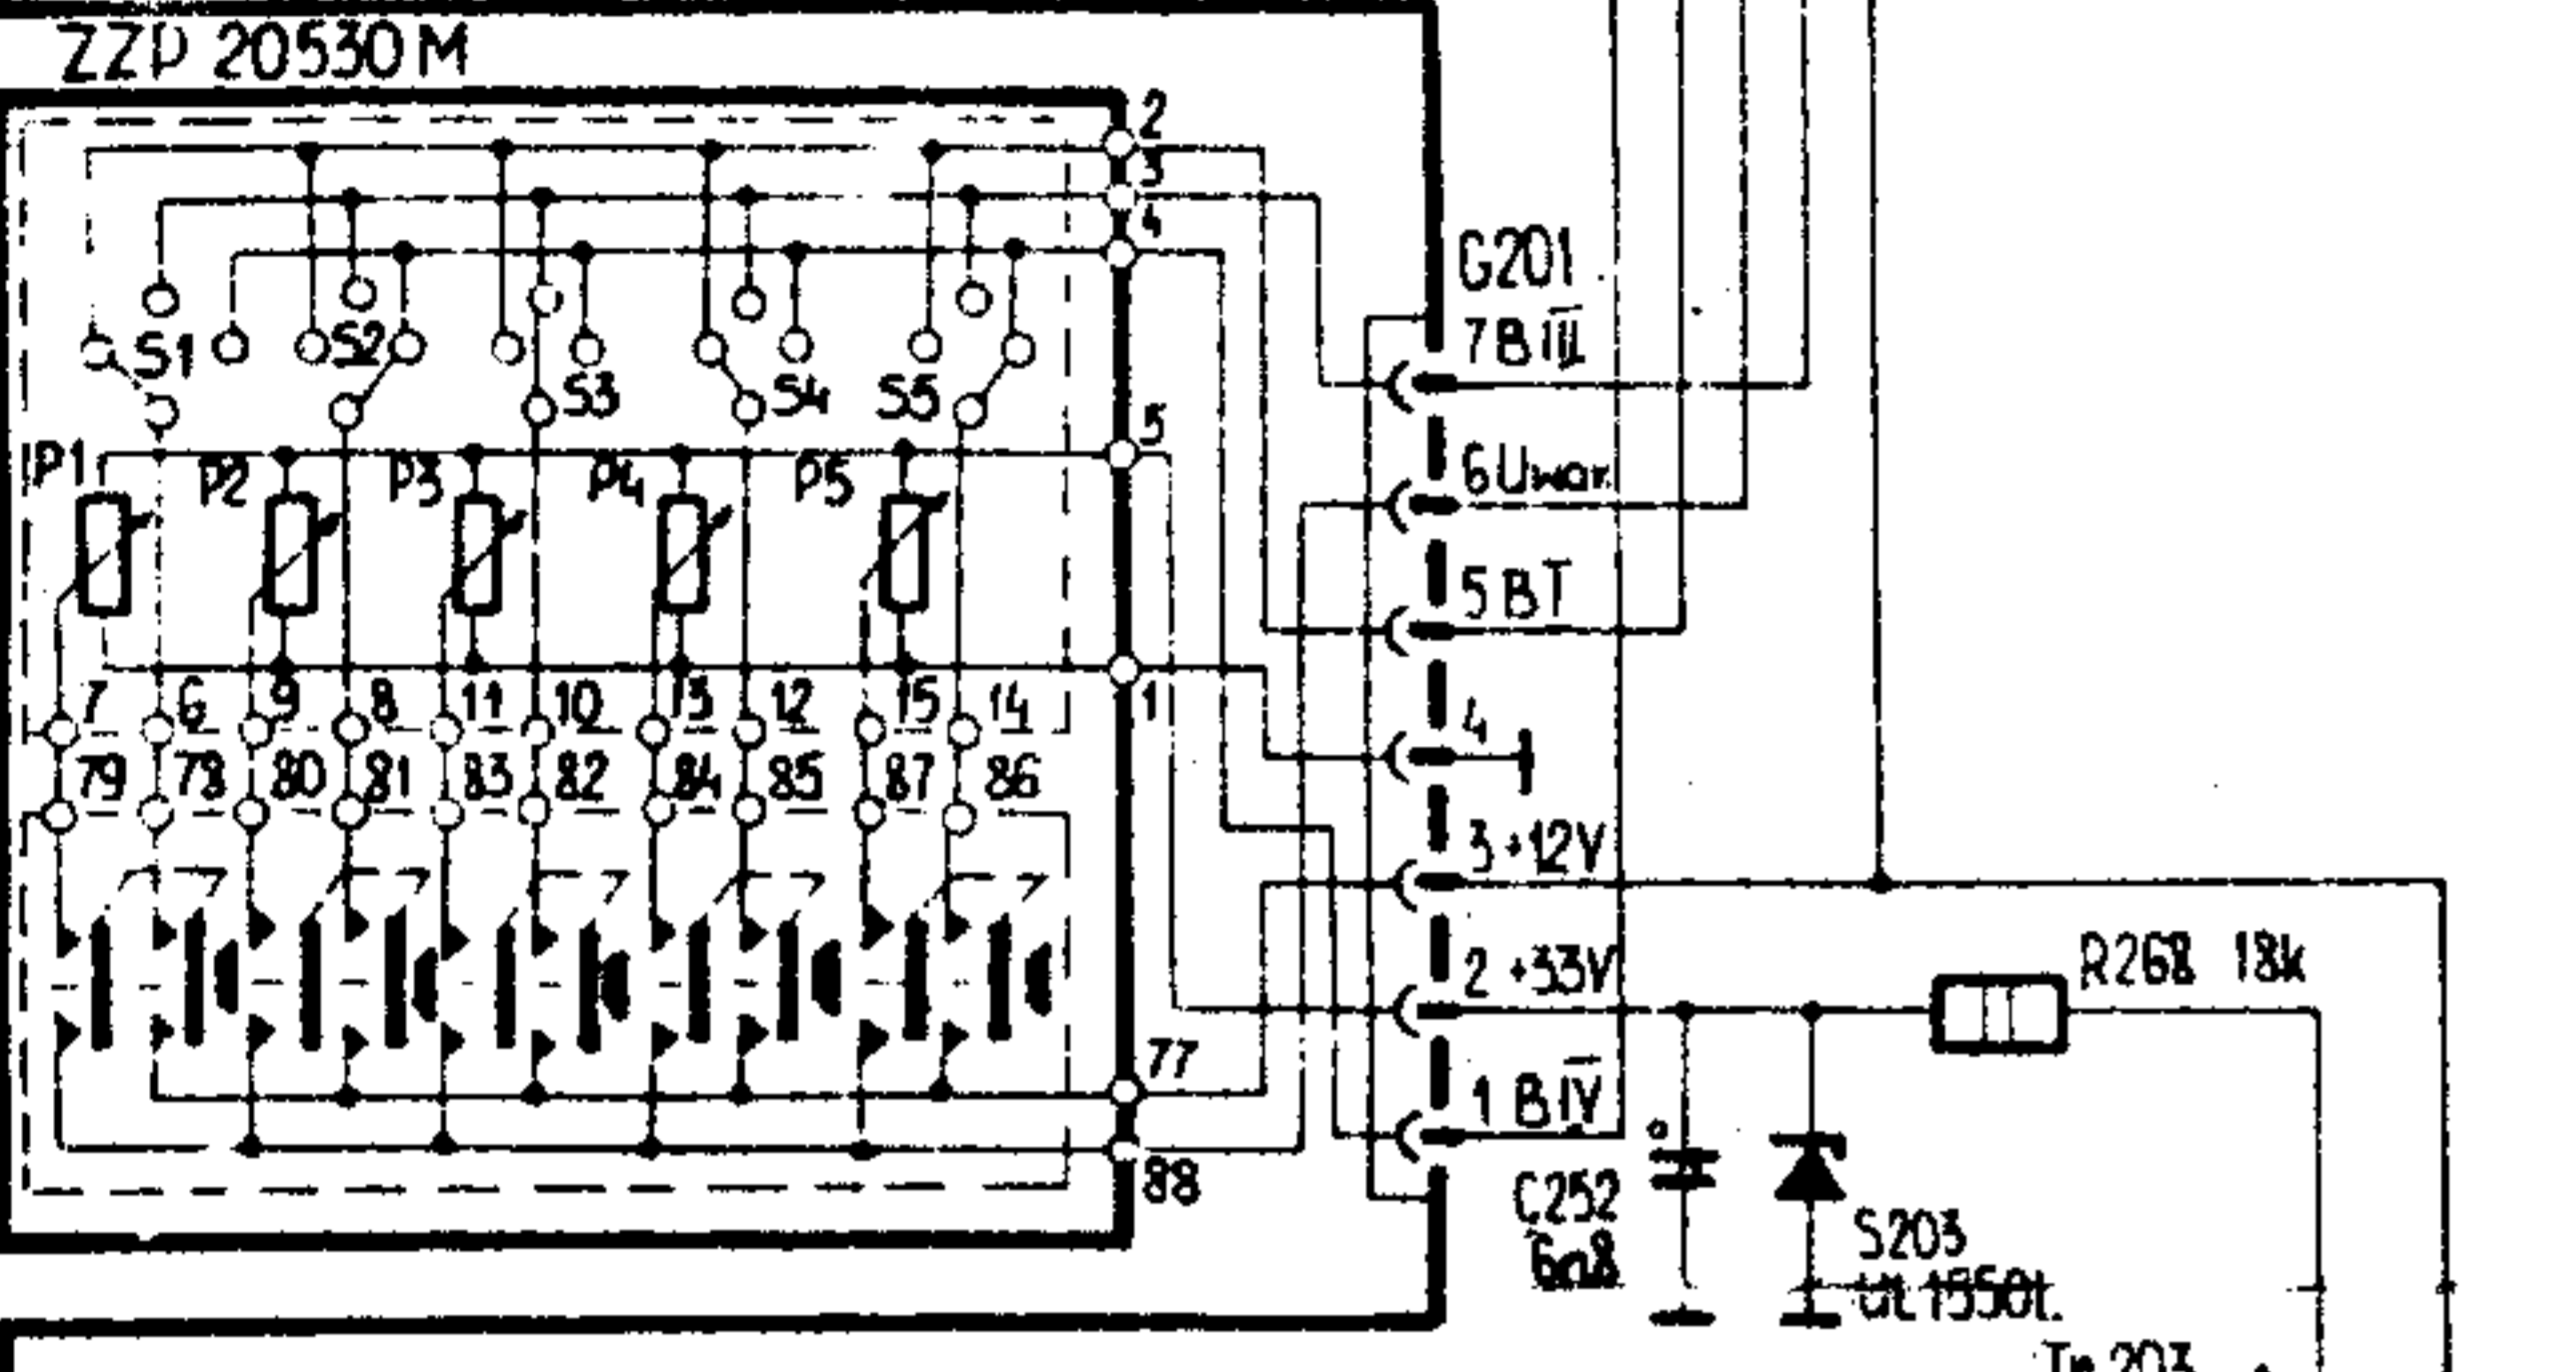 ZZP 20530M
2
3
4
G201
7 B III
S1
S2
S3
S4
S5
5
P1
P2
P3
P4
P5
6 Uwar.
5 BT
7 6 9 8 11 10 13 12 15 14
1
4
79 78 80 81 83 82 84 85 87 86
3 +12V
2 +33V
R268 18k
77
1 B IV
88
C252
6n8
S203